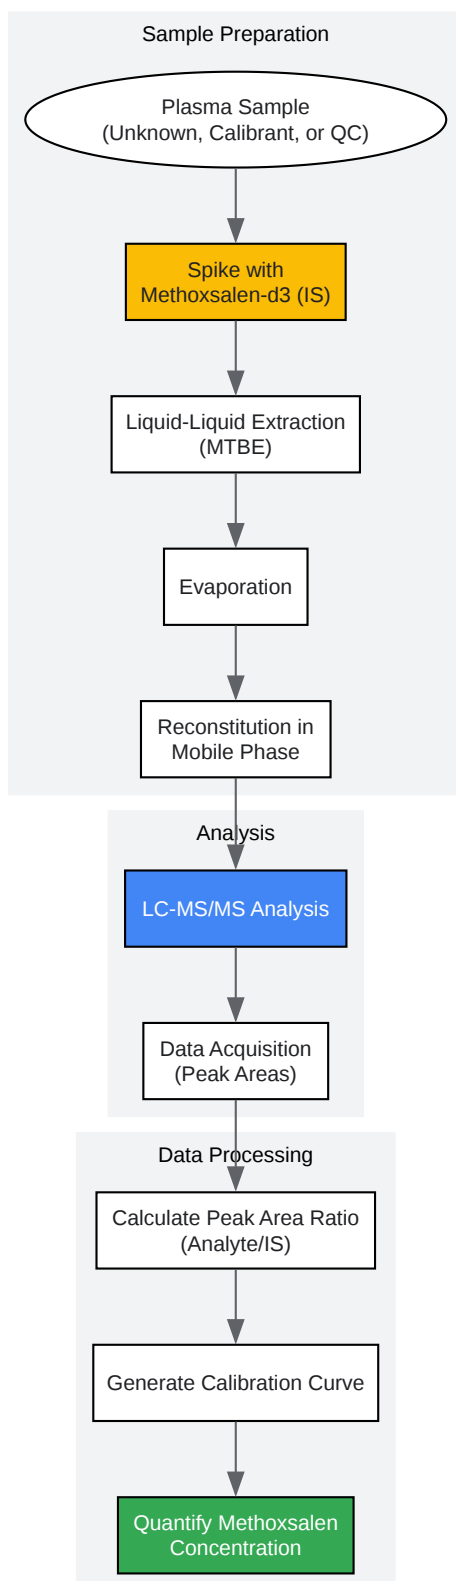 Sample Preparation
Plasma Sample
(Unknown, Calibrant, or QC)
Spike with
Methoxsalen-d3 (IS)
Liquid-Liquid Extraction
(MTBE)
Evaporation
Reconstitution in
Mobile Phase
Analysis
LC-MS/MS Analysis
Data Acquisition
(Peak Areas)
Data Processing
Calculate Peak Area Ratio
(Analyte/IS)
Generate Calibration Curve
Quantify Methoxsalen
Concentration